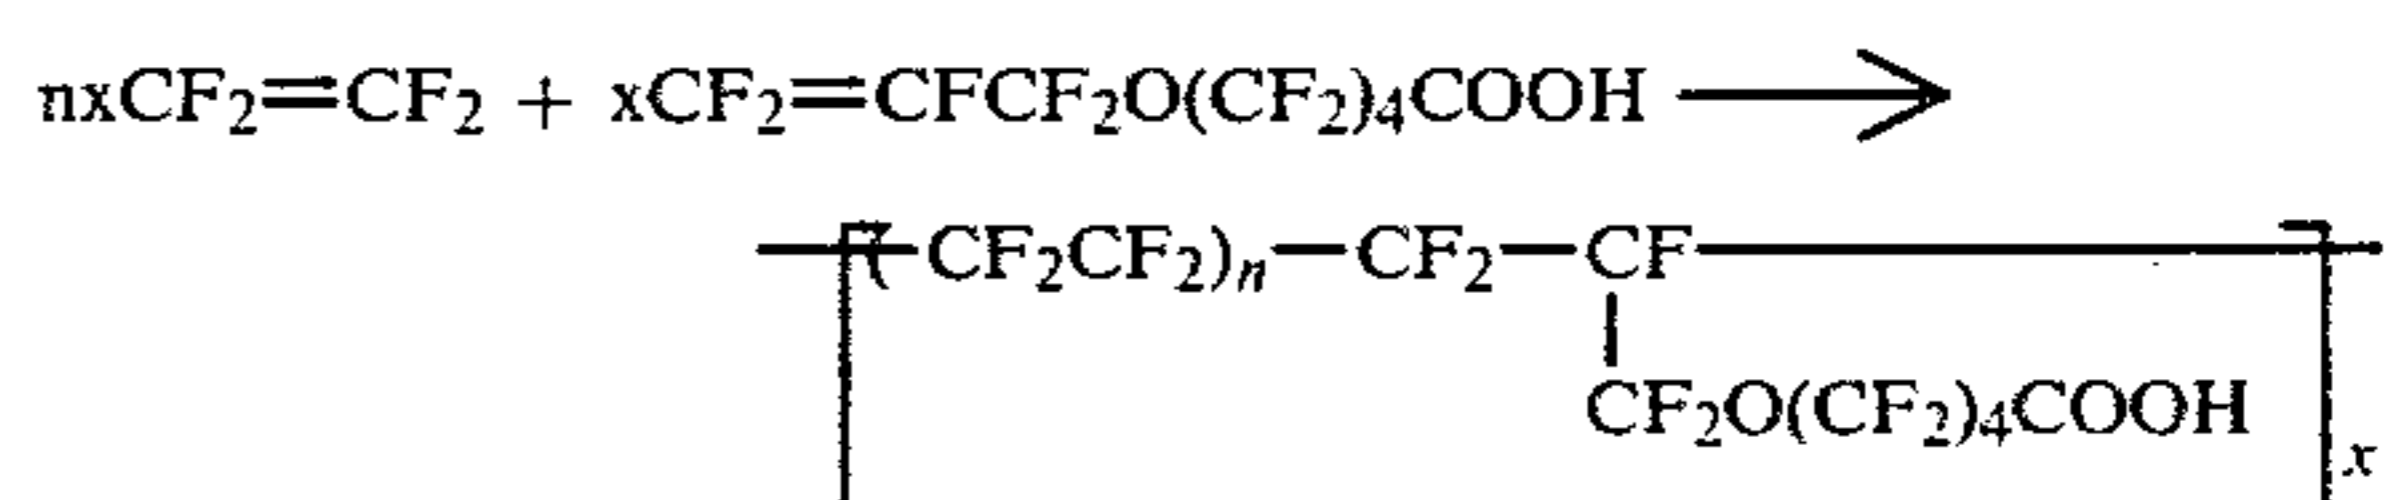 nxCF₂=CF₂ + xCF₂=CFCF₂O(CF₂)₄COOH ⟶
—[(CF₂CF₂)ₙ—CF₂—CF—]
CF₂O(CF₂)₄COOH
x